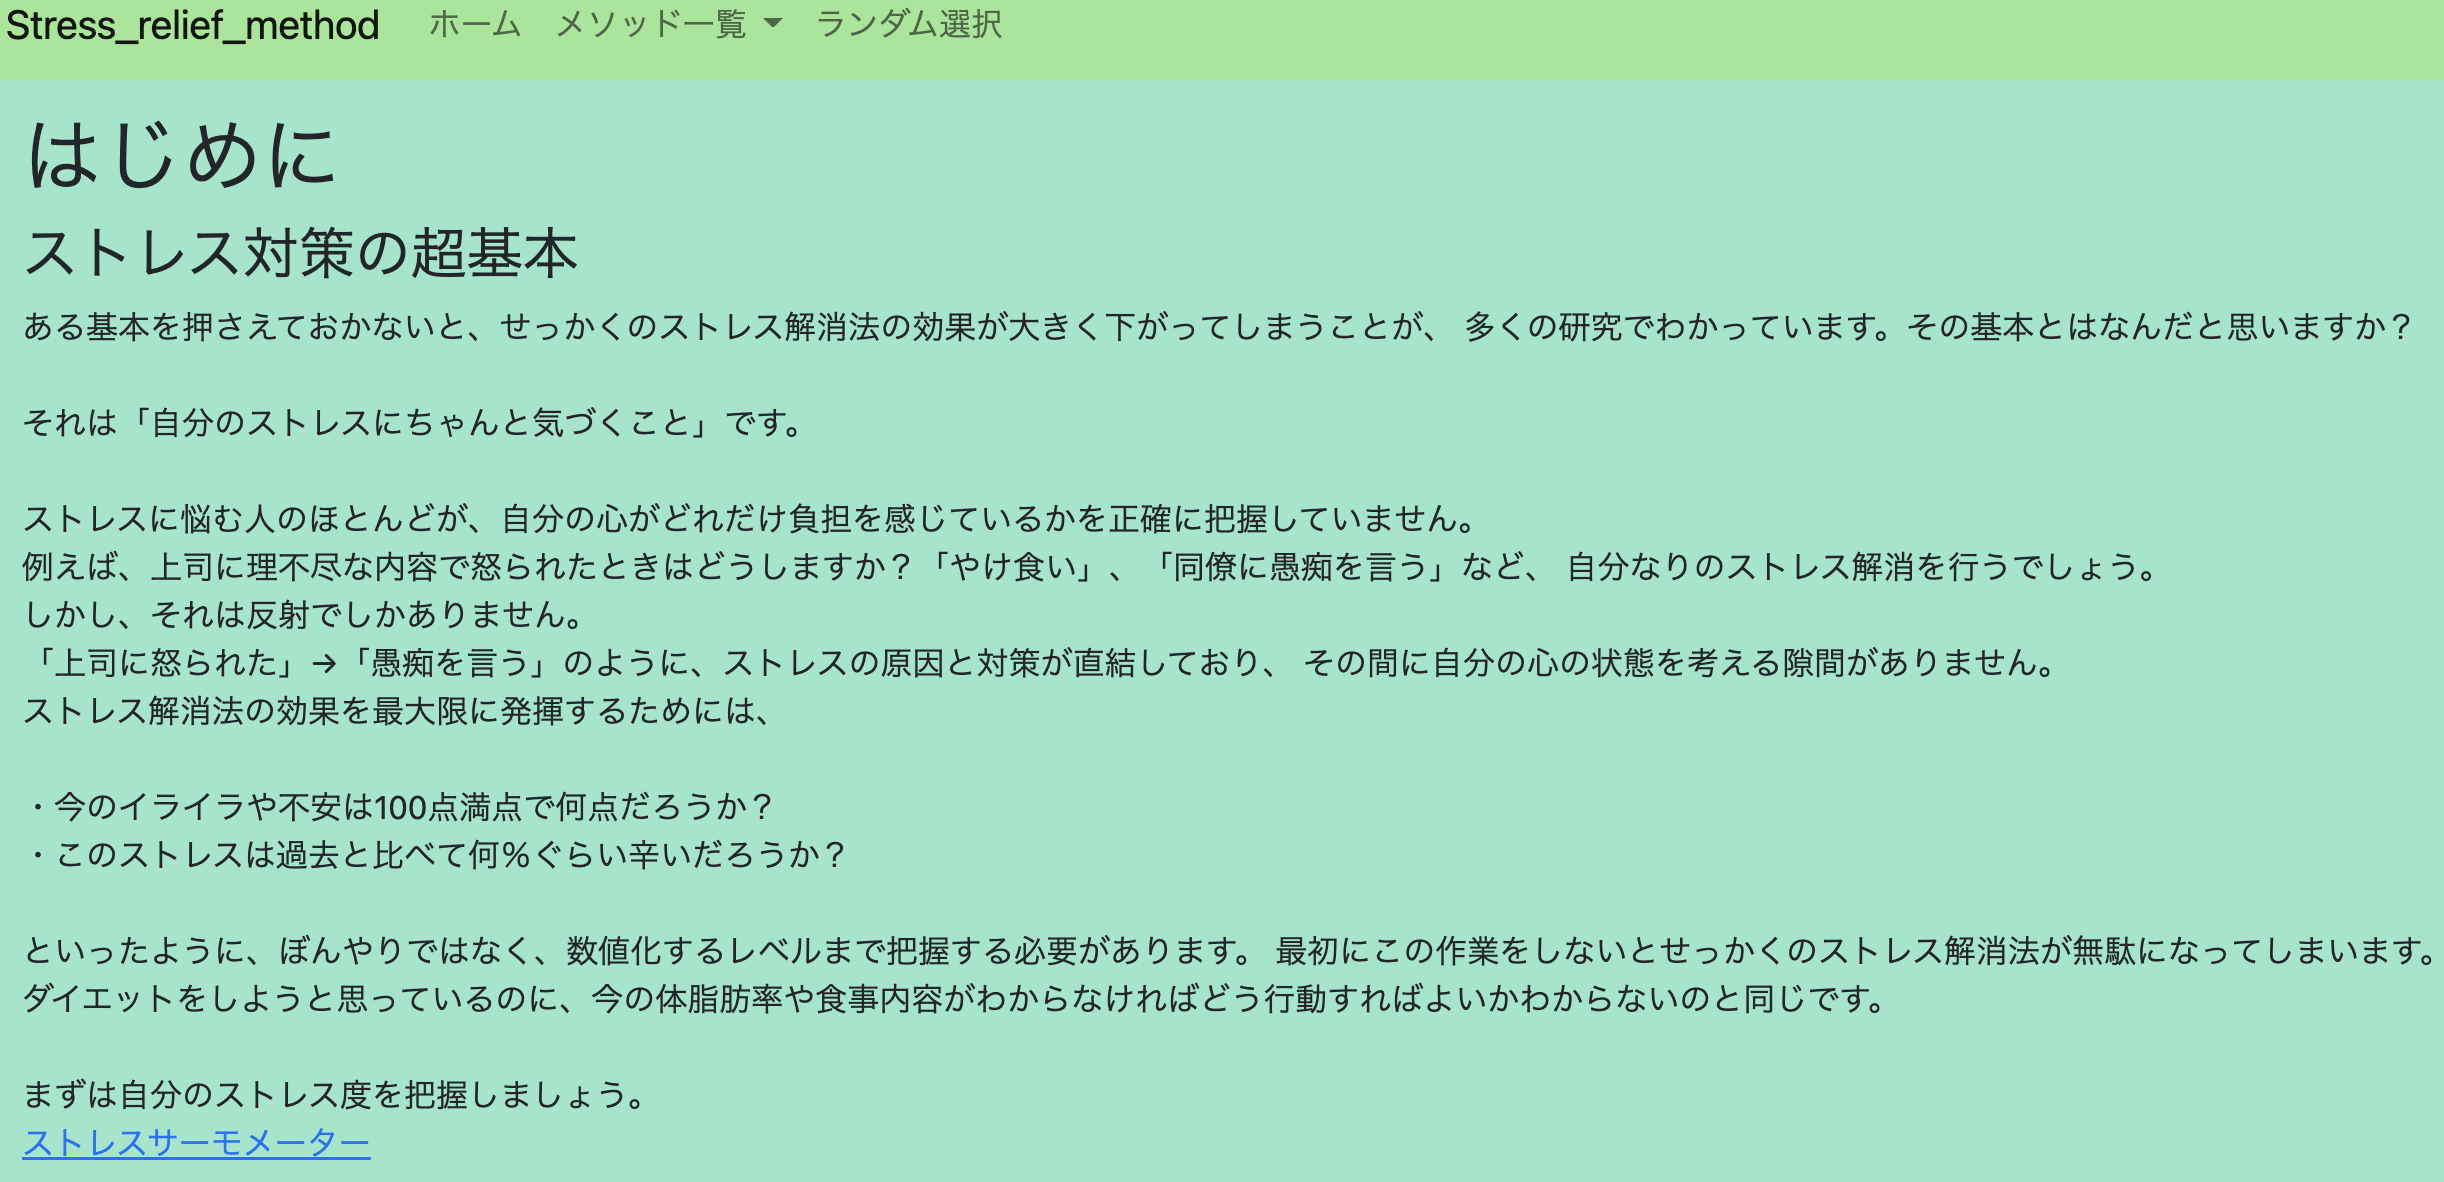 Stress_relief_method ホーム メソッド一覧 ランダム選択
はじめに
ストレス対策の超基本
ある基本を押さえておかないと、せっかくのストレス解消法の効果が大きく下がってしまうことが、 多くの研究でわかっています。その基本とはなんだと思いますか？
それは「自分のストレスにちゃんと気づくこと」です。
ストレスに悩む人のほとんどが、自分の心がどれだけ負担を感じているかを正確に把握していません。
例えば、上司に理不尽な内容で怒られたときはどうしますか？「やけ食い」、「同僚に愚痴を言う」など、 自分なりのストレス解消を行うでしょう。
しかし、それは反射でしかありません。
「上司に怒られた」→「愚痴を言う」のように、ストレスの原因と対策が直結しており、 その間に自分の心の状態を考える隙間がありません。
ストレス解消法の効果を最大限に発揮するためには、
・今のイライラや不安は100点満点で何点だろうか？
・このストレスは過去と比べて何%ぐらい辛いだろうか？
といったように、ぼんやりではなく、数値化するレベルまで把握する必要があります。 最初にこの作業をしないとせっかくのストレス解消法が無駄になってしまいます。
ダイエットをしようと思っているのに、今の体脂肪率や食事内容がわからなければどう行動すればよいかわからないのと同じです。
まずは自分のストレス度を把握しましょう。
ストレスサーモメーター